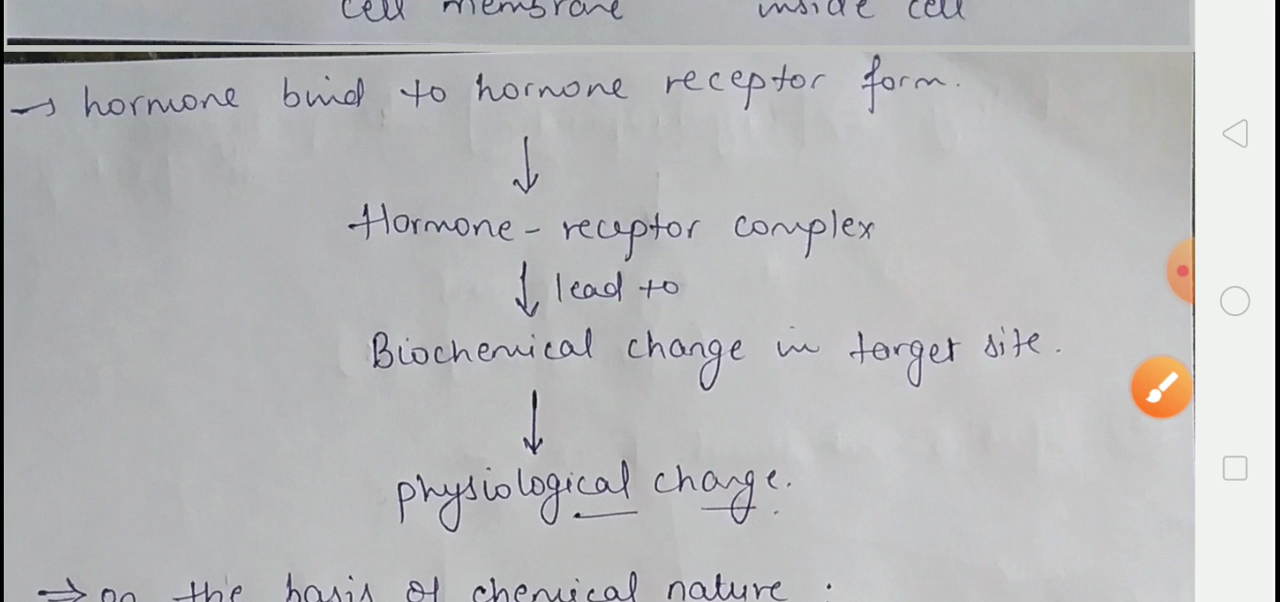 cell membrane inside cell
→ hormone bind to hornone receptor form.
↓
Hormone - receptor complex
↓ lead to
Biochemical change in target site.
↓
physiological change.
⇒ on the basis of chemical nature :